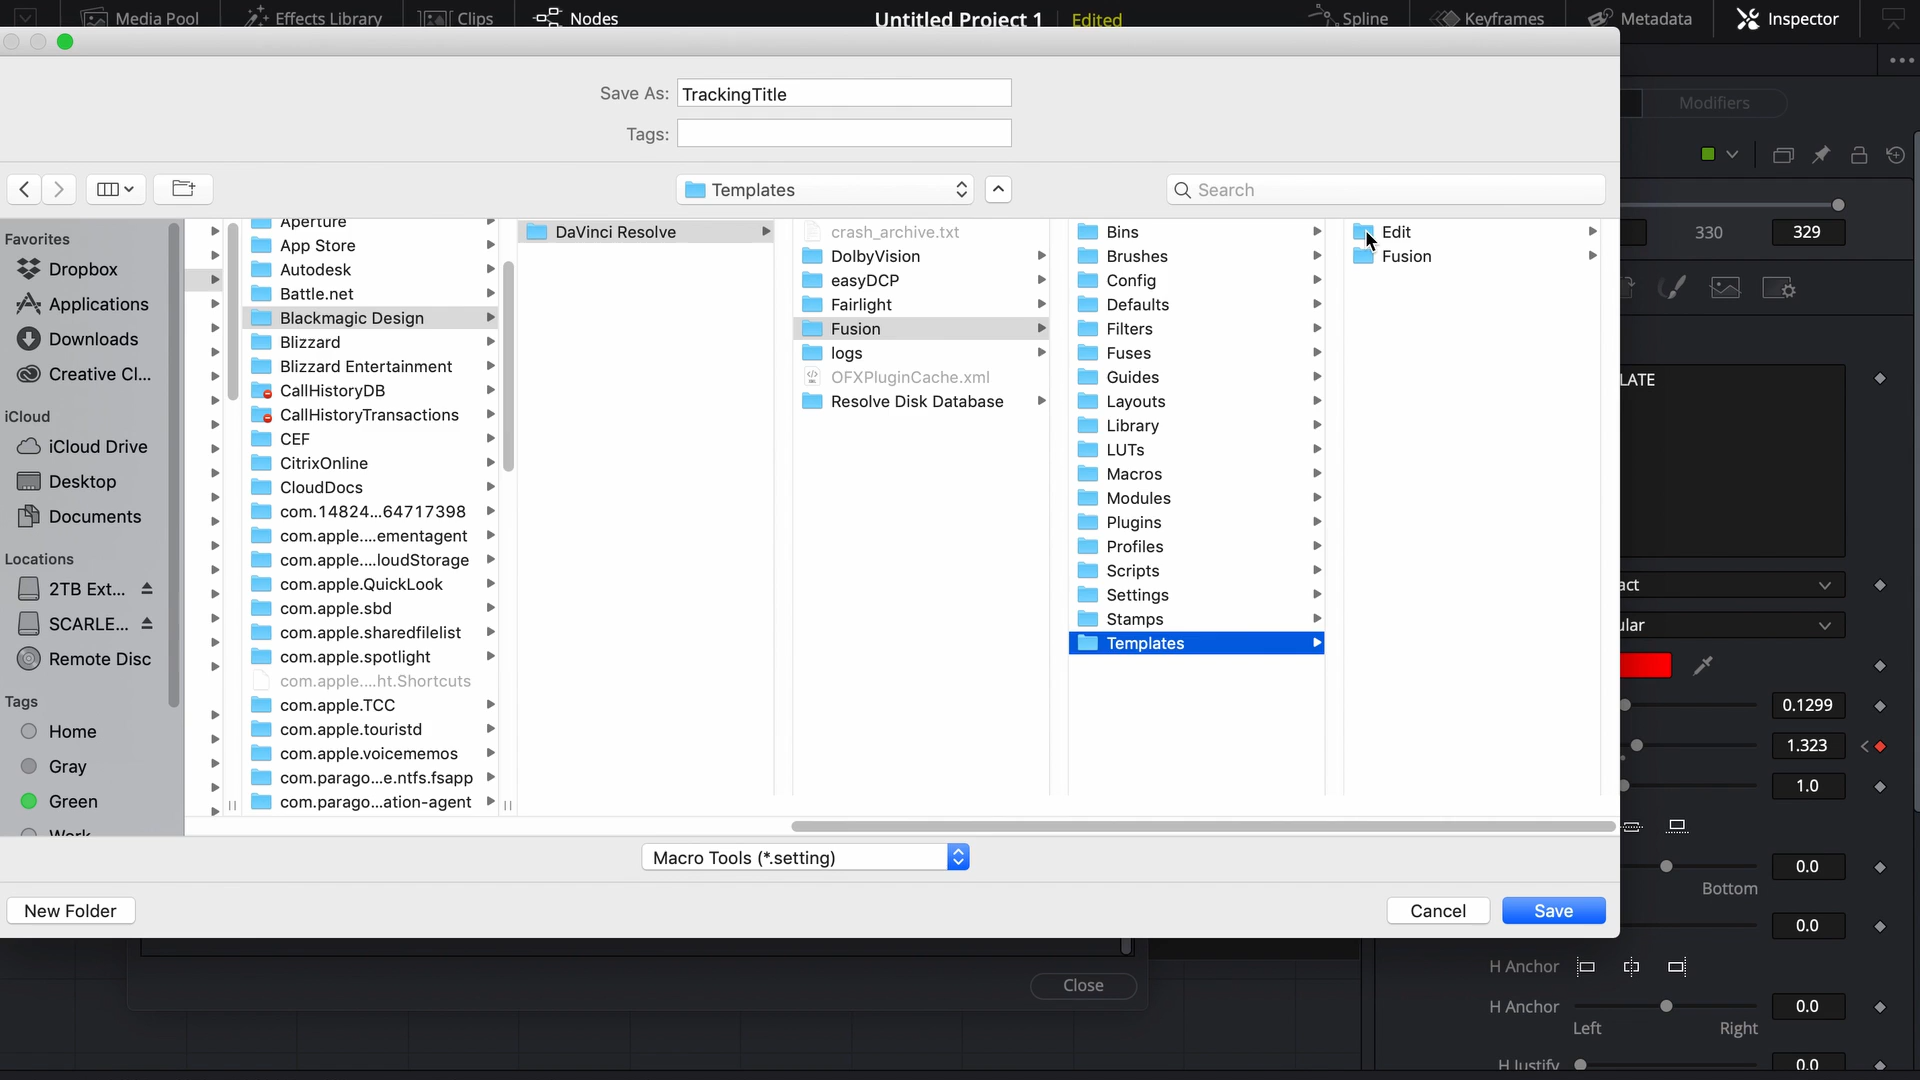 Media Pool
Effects Library
Clips
Nodes
Untitled Project 1
Edited
Spline
Keyframes
Metadata
Inspector
Modifiers
Save As:
TrackingTitle
Tags:
Templates
Search
330
329
Favorites
Dropbox
Applications
Downloads
Creative Cl...
iCloud
iCloud Drive
Desktop
Documents
Locations
2TB Ext...
SCARLE...
Remote Disc
Tags
Home
Gray
Green
Work
Aperture
App Store
Autodesk
Battle.net
Blackmagic Design
Blizzard
Blizzard Entertainment
CallHistoryDB
CallHistoryTransactions
CEF
CitrixOnline
CloudDocs
com.14824...64717398
com.apple....ementagent
com.apple....loudStorage
com.apple.QuickLook
com.apple.sbd
com.apple.sharedfilelist
com.apple.spotlight
com.apple....ht.Shortcuts
com.apple.TCC
com.apple.touristd
com.apple.voicememos
com.parago...e.ntfs.fsapp
com.parago...ation-agent
DaVinci Resolve
crash_archive.txt
DolbyVision
easyDCP
Fairlight
Fusion
logs
OFXPluginCache.xml
Resolve Disk Database
Bins
Brushes
Config
Defaults
Filters
Fuses
Guides
Layouts
Library
LUTs
Macros
Modules
Plugins
Profiles
Scripts
Settings
Stamps
Templates
Edit
Fusion
LATE
act
ular
0.1299
1.323
1.0
0.0
Bottom
0.0
Macro Tools (*.setting)
New Folder
Cancel
Save
Close
H Anchor
H Anchor
0.0
Left
Right
H Justify
0.0